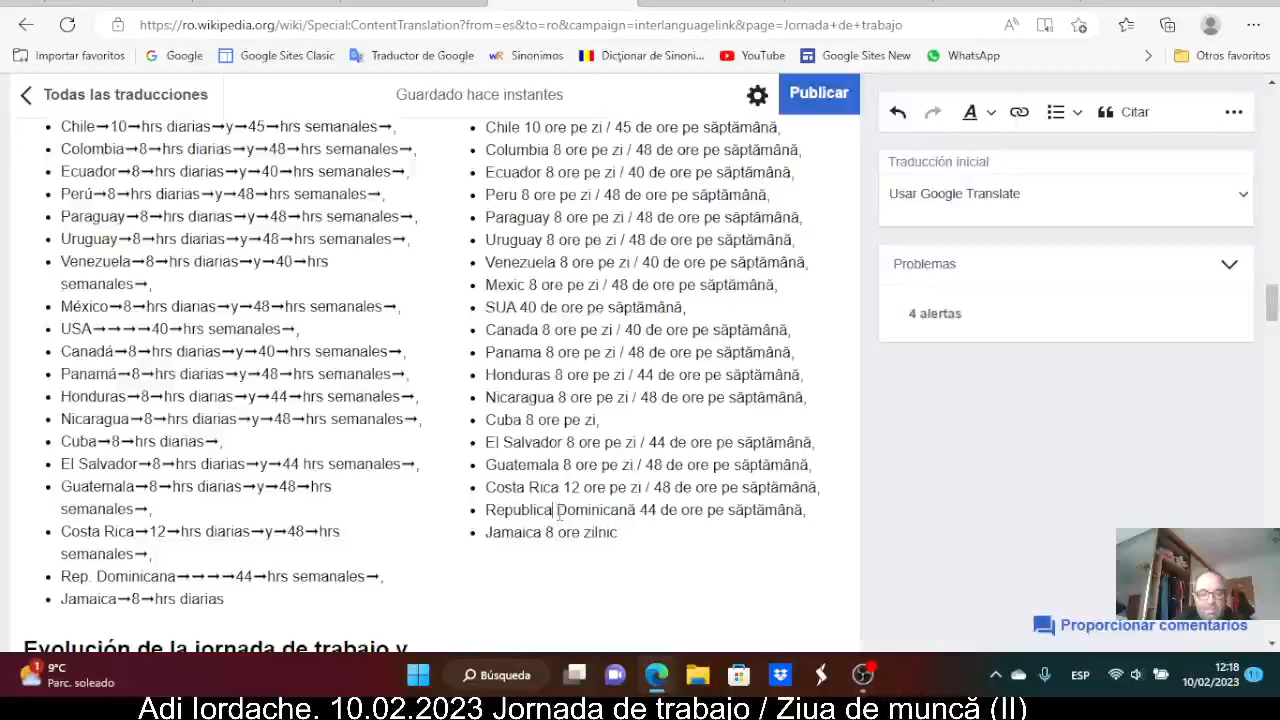 https://ro.wikipedia.org/wiki/Special:ContentTranslation?from=es&to=ro&campaign=interlanguagelink&page=Jornada+de+trabajo
Importar favoritos Google Google Sites Clasic Traductor de Google Sinonimos Dicționar de Sinoni... YouTube Google Sites New WhatsApp Otros favoritos
Todas las traducciones
Guardado hace instantes
Publicar
Chile→10→hrs diarias→y→45→hrs semanales→,
Colombia→8→hrs diarias→y→48→hrs semanales→,
Ecuador→8→hrs diarias→y→40→hrs semanales→,
Perú→8→hrs diarias→y→48→hrs semanales→,
Paraguay→8→hrs diarias→y→48→hrs semanales→,
Uruguay→8→hrs diarias→y→48→hrs semanales→,
Venezuela→8→hrs diarias→y→40→hrs
semanales→,
México→8→hrs diarias→y→48→hrs semanales→,
USA→→→→40→hrs semanales→,
Canadá→8→hrs diarias→y→40→hrs semanales→,
Panamá→8→hrs diarias→y→48→hrs semanales→,
Honduras→8→hrs diarias→y→44→hrs semanales→,
Nicaragua→8→hrs diarias→y→48→hrs semanales→,
Cuba→8→hrs diarias→,
El Salvador→8→hrs diarias→y→44 hrs semanales→,
Guatemala→8→hrs diarias→y→48→hrs
semanales→,
Costa Rica→12→hrs diarias→y→48→hrs
semanales→,
Rep. Dominicana→→→→44→hrs semanales→,
Jamaica→8→hrs diarias
Evolución de la jornada de trabajo y
Chile 10 ore pe zi / 45 de ore pe săptămână,
Columbia 8 ore pe zi / 48 de ore pe săptămână,
Ecuador 8 ore pe zi / 40 de ore pe săptămână,
Peru 8 ore pe zi / 48 de ore pe săptămână,
Paraguay 8 ore pe zi / 48 de ore pe săptămână,
Uruguay 8 ore pe zi / 48 de ore pe săptămână,
Venezuela 8 ore pe zi / 40 de ore pe săptămână,
Mexic 8 ore pe zi / 48 de ore pe săptămână,
SUA 40 de ore pe săptămână,
Canada 8 ore pe zi / 40 de ore pe săptămână,
Panama 8 ore pe zi / 48 de ore pe săptămână,
Honduras 8 ore pe zi / 44 de ore pe săptămână,
Nicaragua 8 ore pe zi / 48 de ore pe săptămână,
Cuba 8 ore pe zi,
El Salvador 8 ore pe zi / 44 de ore pe săptămână,
Guatemala 8 ore pe zi / 48 de ore pe săptămână,
Costa Rica 12 ore pe zi / 48 de ore pe săptămână,
Republica Dominicană 44 de ore pe săptămână,
Jamaica 8 ore zilnic
Citar
Traducción inicial
Usar Google Translate
Problemas
4 alertas
Proporcionar comentarios
9°C
Parc. soleado
Búsqueda
ESP
12:18
10/02/2023
Adi Iordache. 10.02.2023 Jornada de trabajo / Ziua de muncă (II)